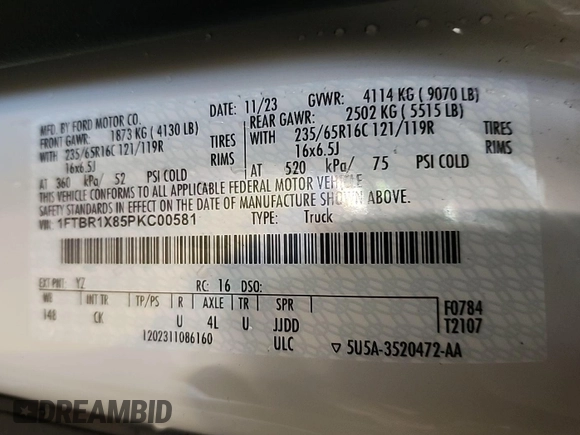 MFD. BY FORD MOTOR CO. DATE: 11/23 GVWR: 4114 KG ( 9070 LB)
FRONT GAWR: 1873 KG ( 4130 LB) REAR GAWR: 2502 KG ( 5515 LB)
WITH 235/65R16C 121/119R TIRES WITH 235/65R16C 121/119R TIRES
16x6.5J RIMS 16x6.5J RIMS
AT 360 kPa/ 52 PSI COLD AT 520 kPa/ 75 PSI COLD
THIS VEHICLE CONFORMS TO ALL APPLICABLE FEDERAL MOTOR VEHICLE
SAFETY STANDARDS IN EFFECT ON THE DATE OF MANUFACTURE SHOWN ABOVE.
VIN: 1FTBR1X85PKC00581 TYPE: Truck
EXT PNT: YZ RC: 16 DSO:
WB INT TR TP/PS R AXLE TR SPR F0784
148 CK U 4L U JJDD T2107
1202311086160 ULC ▽ 5U5A-3520472-AA
DREAMBID